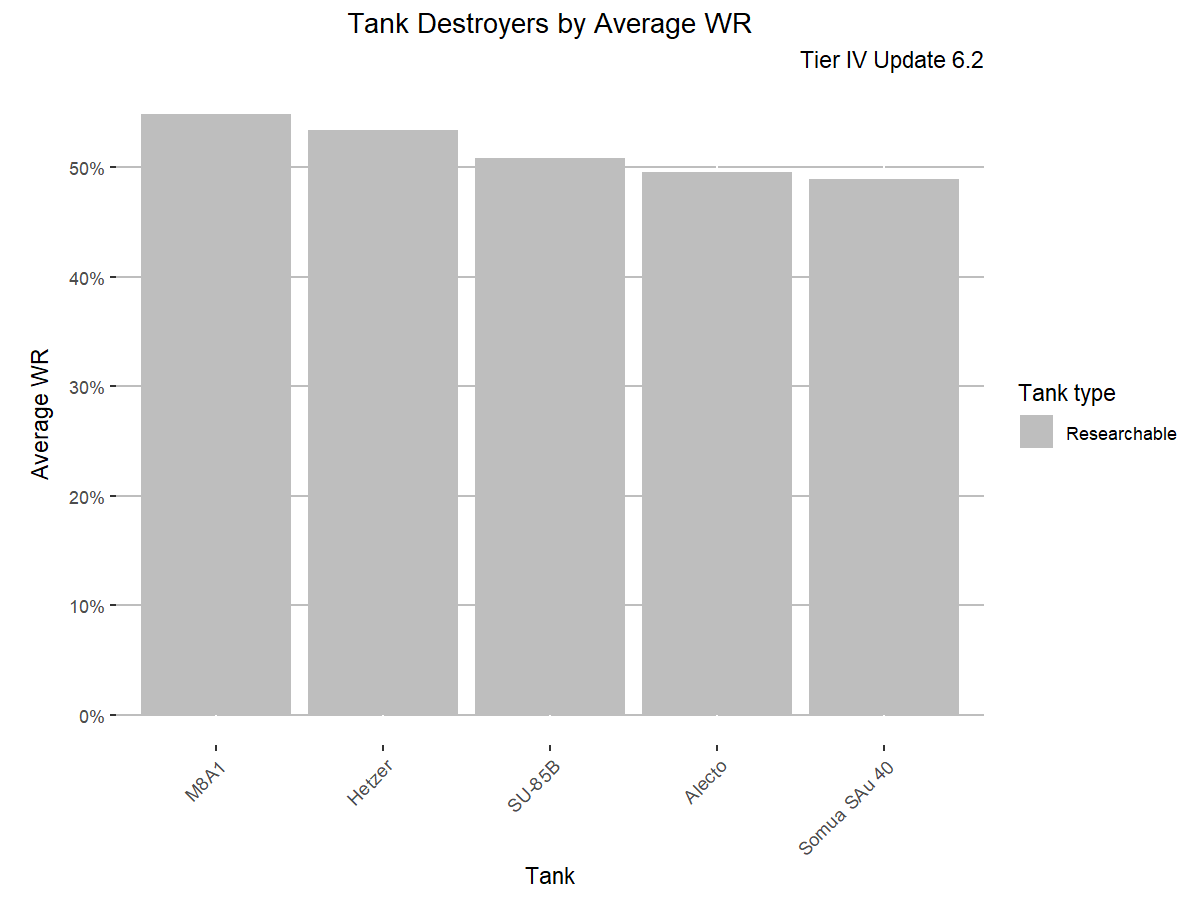 Tank Destroyers by Average WR
Tier IV Update 6.2
Average WR
50%
40%
30%
20%
10%
0%
M8A1
Hetzer
SU-85B
Alecto
Somua SAu 40
Tank
Tank type
Researchable